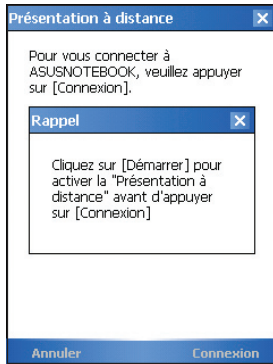 Présentation à distance
Pour vous connecter à
ASUSNOTEBOOK, veuillez appuyer
sur [Connexion].
Rappel
Cliquez sur [Démarrer] pour
activer la "Présentation à
distance" avant d'appuyer
sur [Connexion]
Annuler Connexion